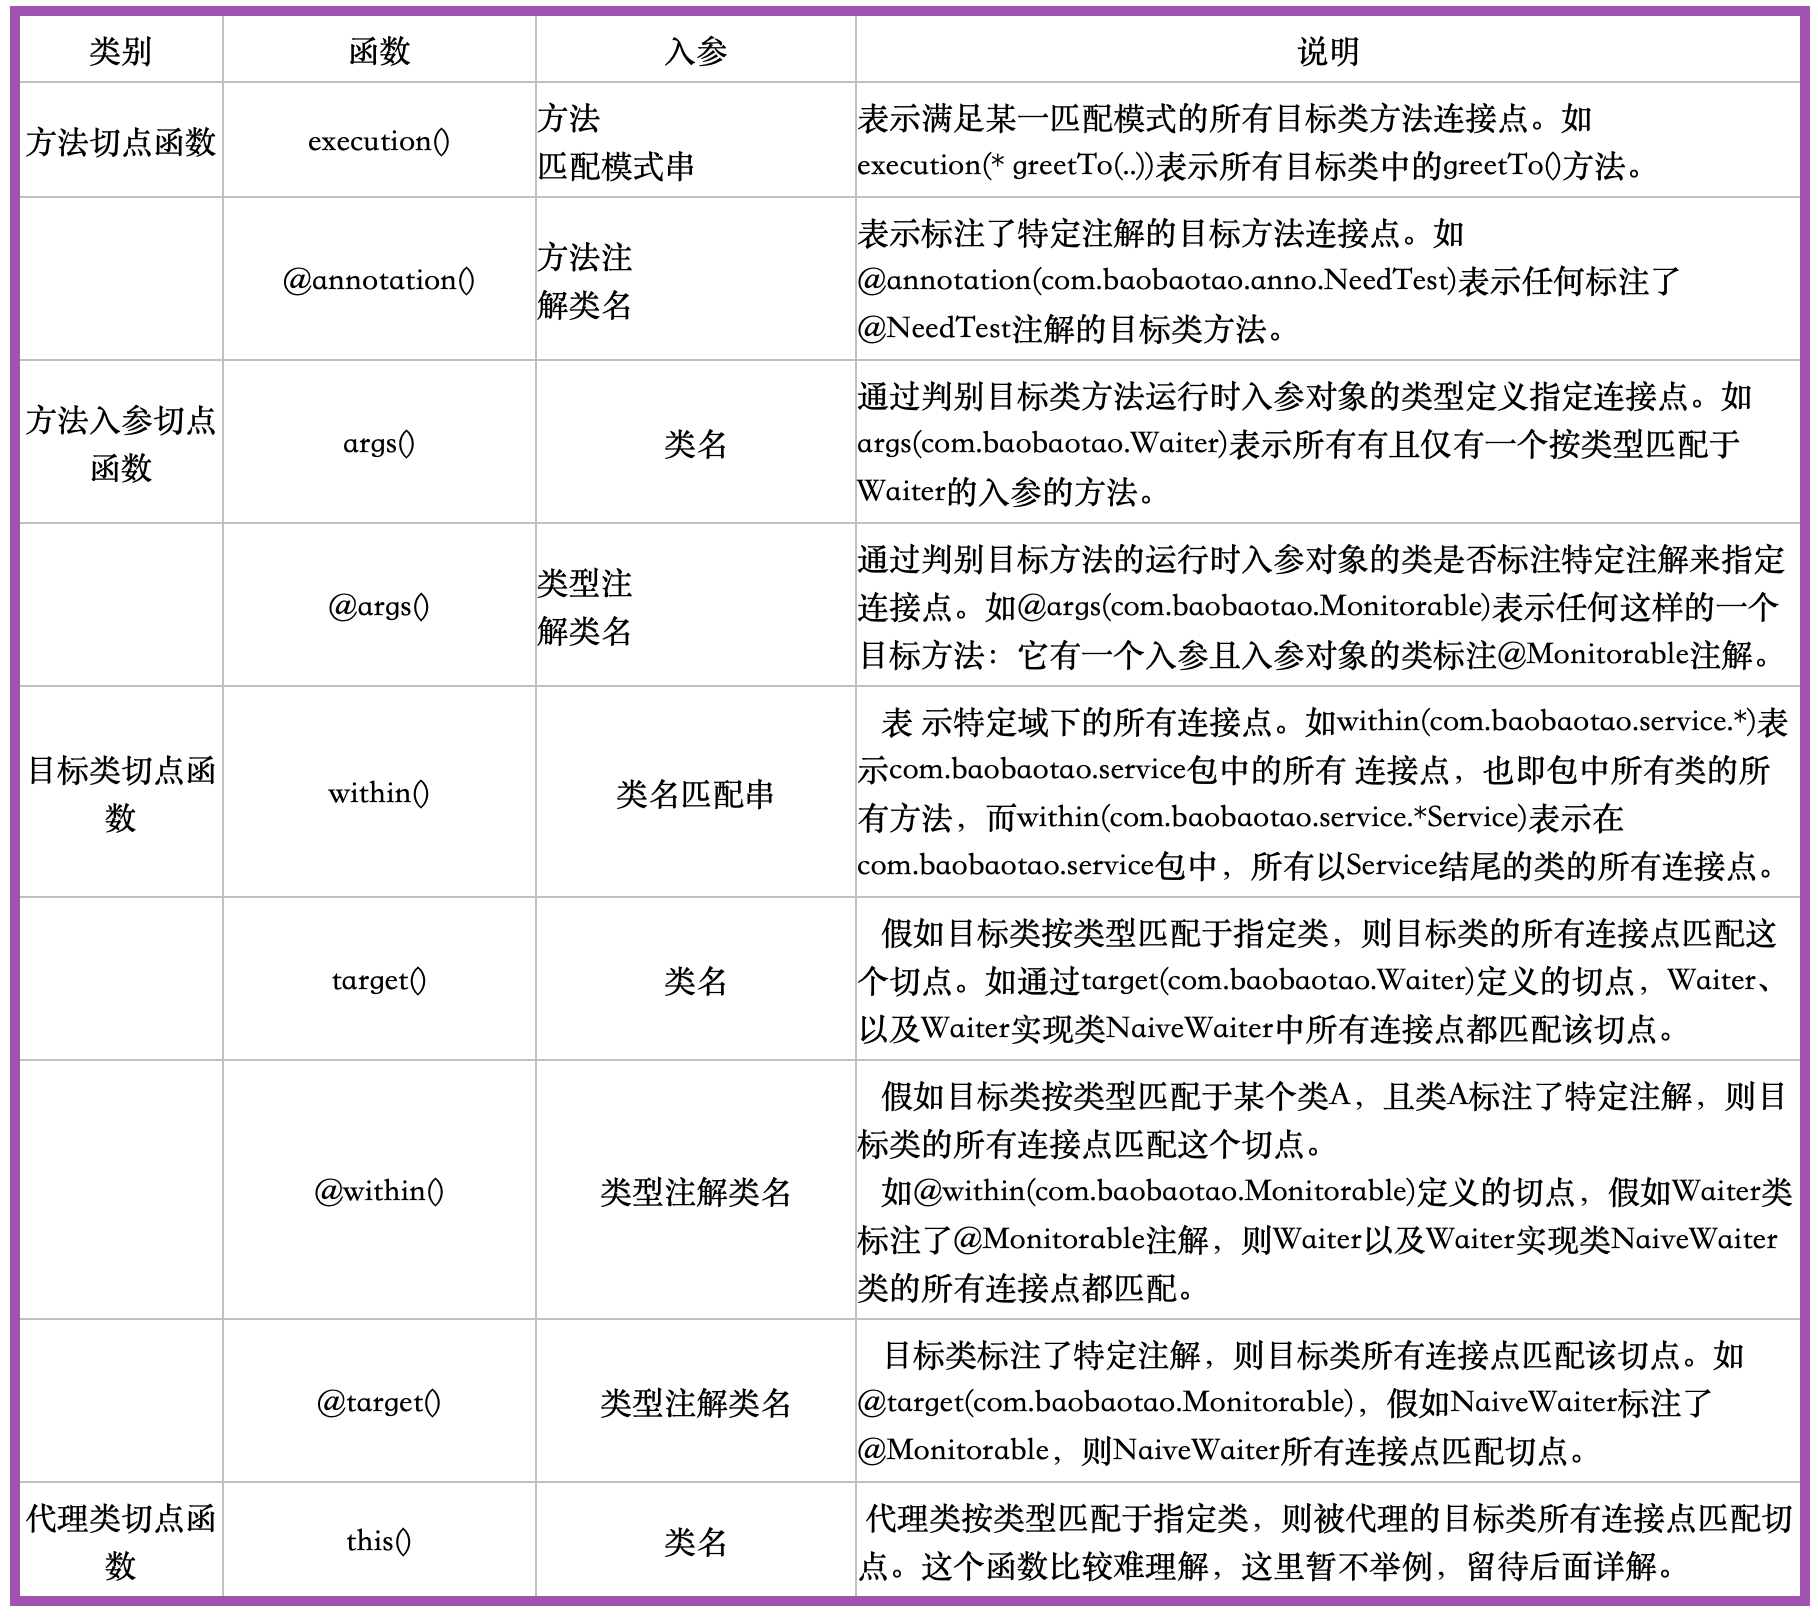 类别
函数
入参
说明
方法切点函数
execution()
方法
匹配模式串
表示满足某一匹配模式的所有目标类方法连接点。如
execution(* greetTo(..))表示所有目标类中的greetTo()方法。
@annotation()
方法注
解类名
表示标注了特定注解的目标方法连接点。如
@annotation(com.baobaotao.anno.NeedTest)表示任何标注了
@NeedTest注解的目标类方法。
方法入参切点
函数
args()
类名
通过判别目标类方法运行时入参对象的类型定义指定连接点。如
args(com.baobaotao.Waiter)表示所有有且仅有一个按类型匹配于
Waiter的入参的方法。
@args()
类型注
解类名
通过判别目标方法的运行时入参对象的类是否标注特定注解来指定
连接点。如@args(com.baobaotao.Monitorable)表示任何这样的一个
目标方法：它有一个入参且入参对象的类标注@Monitorable注解。
目标类切点函
数
within()
类名匹配串
表 示特定域下的所有连接点。如within(com.baobaotao.service.*)表
示com.baobaotao.service包中的所有 连接点，也即包中所有类的所
有方法，而within(com.baobaotao.service.*Service)表示在
com.baobaotao.service包中，所有以Service结尾的类的所有连接点。
target()
类名
假如目标类按类型匹配于指定类，则目标类的所有连接点匹配这
个切点。如通过target(com.baobaotao.Waiter)定义的切点，Waiter、
以及Waiter实现类NaiveWaiter中所有连接点都匹配该切点。
@within()
类型注解类名
假如目标类按类型匹配于某个类A，且类A标注了特定注解，则目
标类的所有连接点匹配这个切点。
如@within(com.baobaotao.Monitorable)定义的切点，假如Waiter类
标注了@Monitorable注解，则Waiter以及Waiter实现类NaiveWaiter
类的所有连接点都匹配。
@target()
类型注解类名
目标类标注了特定注解，则目标类所有连接点匹配该切点。如
@target(com.baobaotao.Monitorable)，假如NaiveWaiter标注了
@Monitorable，则NaiveWaiter所有连接点匹配切点。
代理类切点函
数
this()
类名
代理类按类型匹配于指定类，则被代理的目标类所有连接点匹配切
点。这个函数比较难理解，这里暂不举例，留待后面详解。